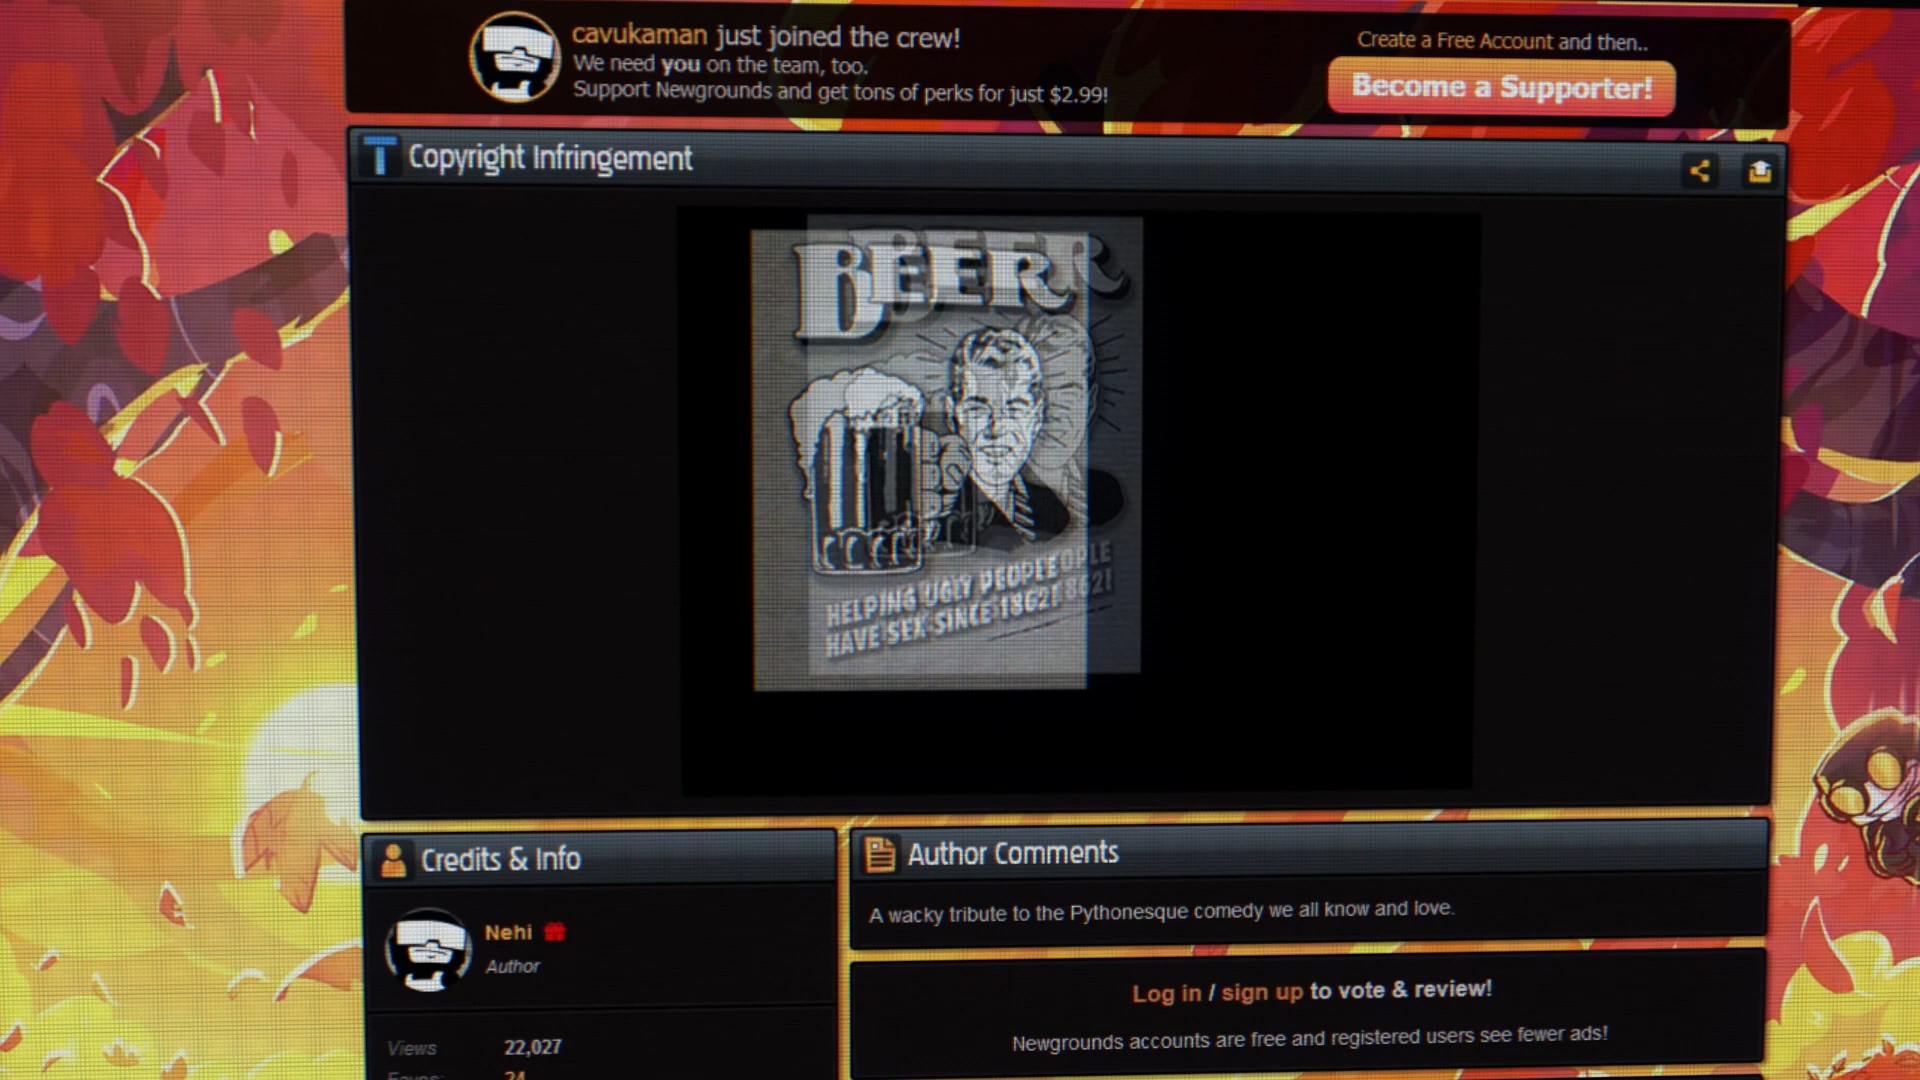 cavukaman just joined the crew!
We need you on the team, too.
Support Newgrounds and get tons of perks for just $2.99!
Create a Free Account and then..
Become a Supporter!
Copyright Infringement
BEER
HELPING UGLY PEOPLE
HAVE SEX SINCE 1862!
Credits & Info
Nehi
Author
Views 22,027
Faves: 24
Author Comments
A wacky tribute to the Pythonesque comedy we all know and love.
Log in / sign up to vote & review!
Newgrounds accounts are free and registered users see fewer ads!